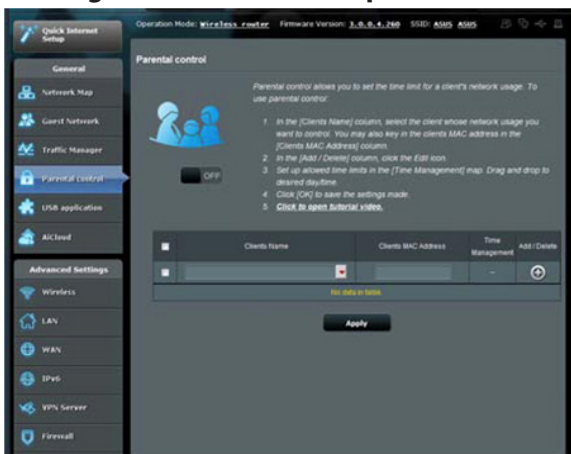 Quick Internet
Setup
Operation Mode: Wireless router Firmware Version: 3.0.0.4.260 SSID: ASUS ASUS
General
Network Map
Guest Network
Traffic Manager
Parental control
USB application
AiCloud
Advanced Settings
Wireless
LAN
WAN
IPv6
VPN Server
Firewall
Parental control
Parental control allows you to set the time limit for a client's network usage. To
use parental control:
1. In the [Clients Name] column, select the client whose network usage you
want to control. You may also key in the clients MAC address in the
[Clients MAC Address] column.
2. In the [Add / Delete] column, click the Edit icon.
3. Set up allowed time limits in the [Time Management] map. Drag and drop to
desired day/time.
4. Click [OK] to save the settings made.
5. Click to open tutorial video.
OFF
Clients Name Clients MAC Address Time
Management Add / Delete
--
No data in table.
Apply